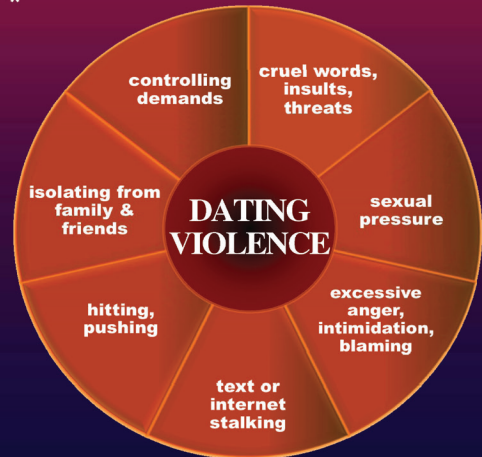 DATING
VIOLENCE
cruel words,
insults,
threats
sexual
pressure
excessive
anger,
intimidation,
blaming
text or
internet
stalking
hitting,
pushing
isolating from
family &
friends
controlling
demands